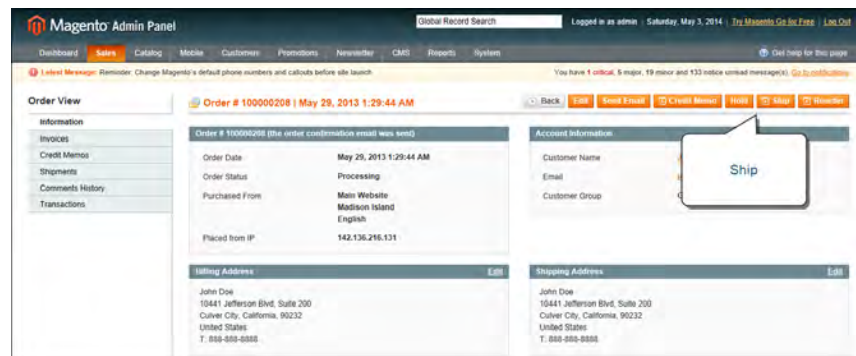 Magento Admin Panel
Global Record Search
Logged in as admin | Saturday, May 3, 2014 | Try Magento Go for Free | Log Out
Dashboard Sales Catalog Mobile Customers Promotions Newsletter CMS Reports System
Get help for this page
Latest Message: Reminder: Change Magento's default phone numbers and callouts before site launch
You have 1 critical, 5 major, 19 minor and 133 notice unread message(s). Go to notifications
Order View
Information
Invoices
Credit Memos
Shipments
Comments History
Transactions
Order # 100000208 | May 29, 2013 1:29:44 AM
Back Edit Send Email Credit Memo Hold Ship Reorder
Order # 100000208 (the order confirmation email was sent)
Order Date May 29, 2013 1:29:44 AM
Order Status Processing
Purchased From Main Website
Madison Island
English
Placed from IP 142.136.216.131
Account Information
Customer Name
Email
Customer Group
Ship
Billing Address Edit
John Doe
10441 Jefferson Blvd, Suite 200
Culver City, California, 90232
United States
T: 888-888-8888
Shipping Address Edit
John Doe
10441 Jefferson Blvd, Suite 200
Culver City, California, 90232
United States
T: 888-888-8888